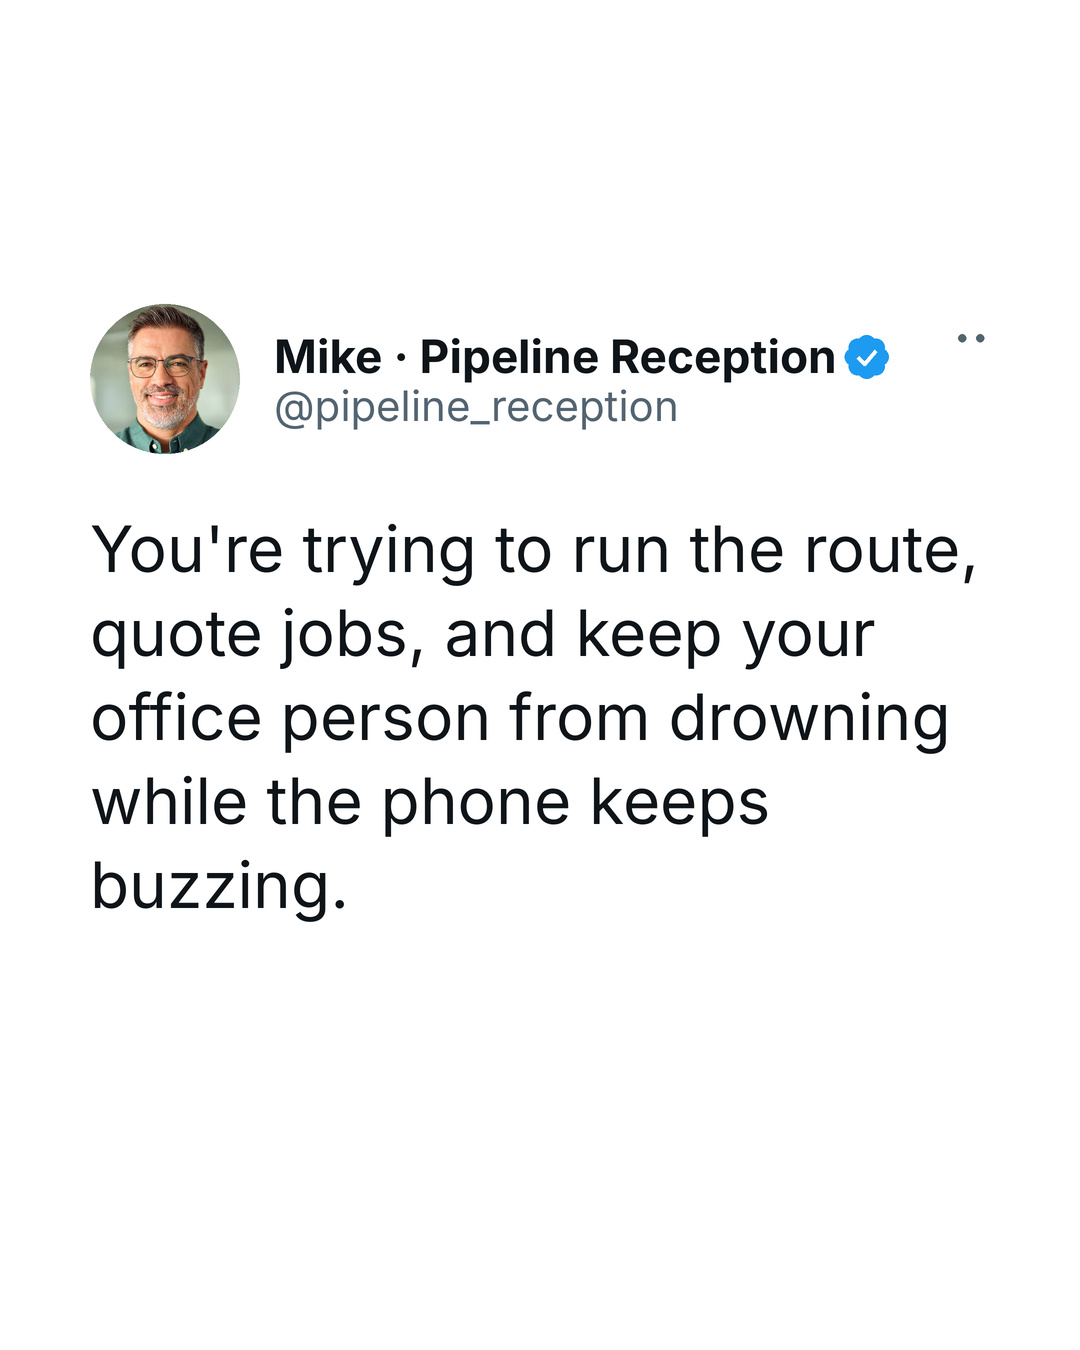 Mike · Pipeline Reception
@pipeline_reception
You're trying to run the route,
quote jobs, and keep your
office person from drowning
while the phone keeps
buzzing.